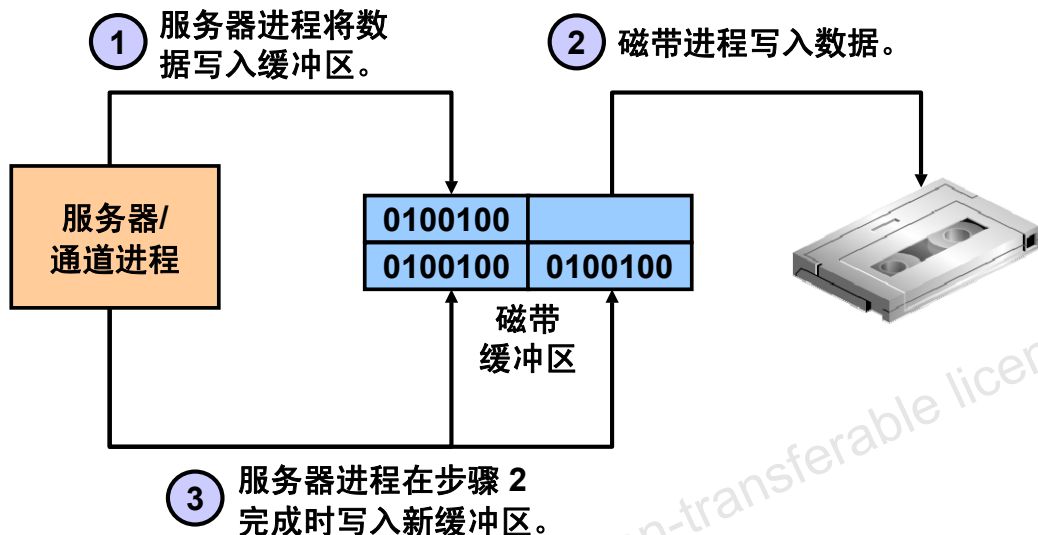 1
服务器进程将数
据写入缓冲区。
2
磁带进程写入数据。
服务器/
通道进程
0100100
0100100 0100100
磁带
缓冲区
3
服务器进程在步骤 2
完成时写入新缓冲区。